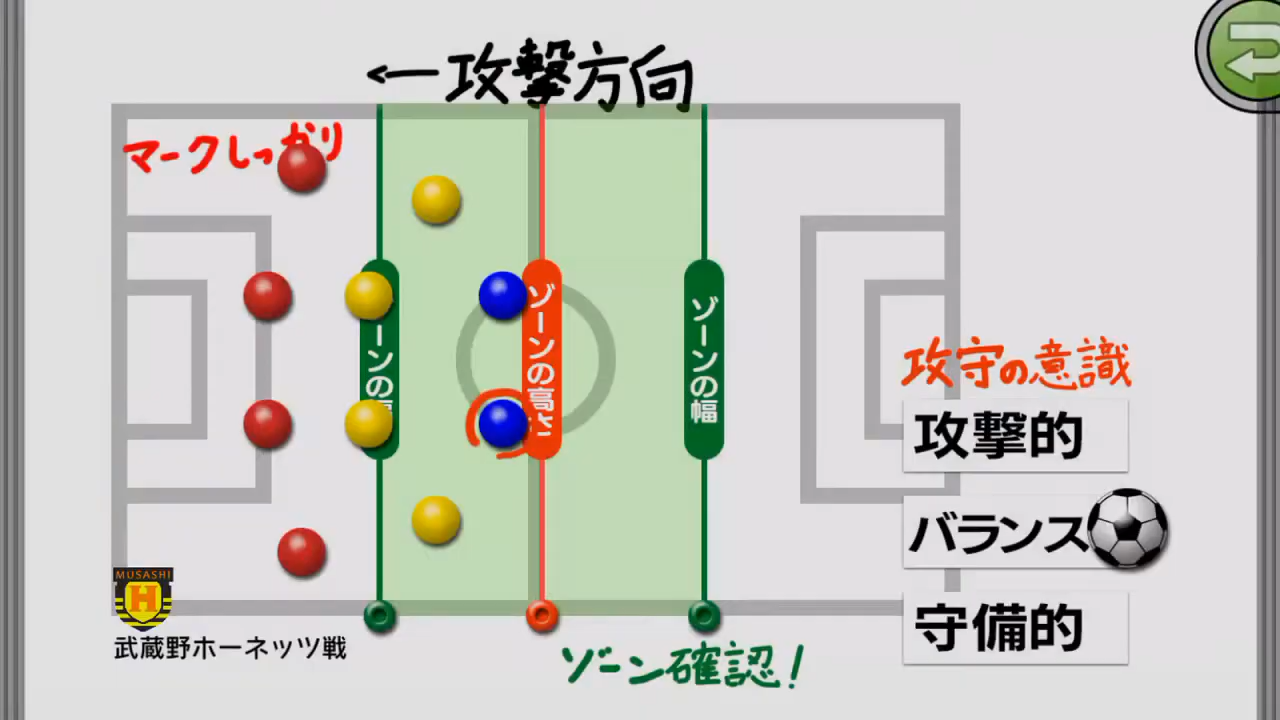 ←攻撃方向
マークしっかり
ーンの幅
ゾーンの高さ
ゾーンの幅
攻守の意識
攻撃的
バランス
守備的
MUSASHI
H
武蔵野ホーネッツ戦
ゾーン確認!